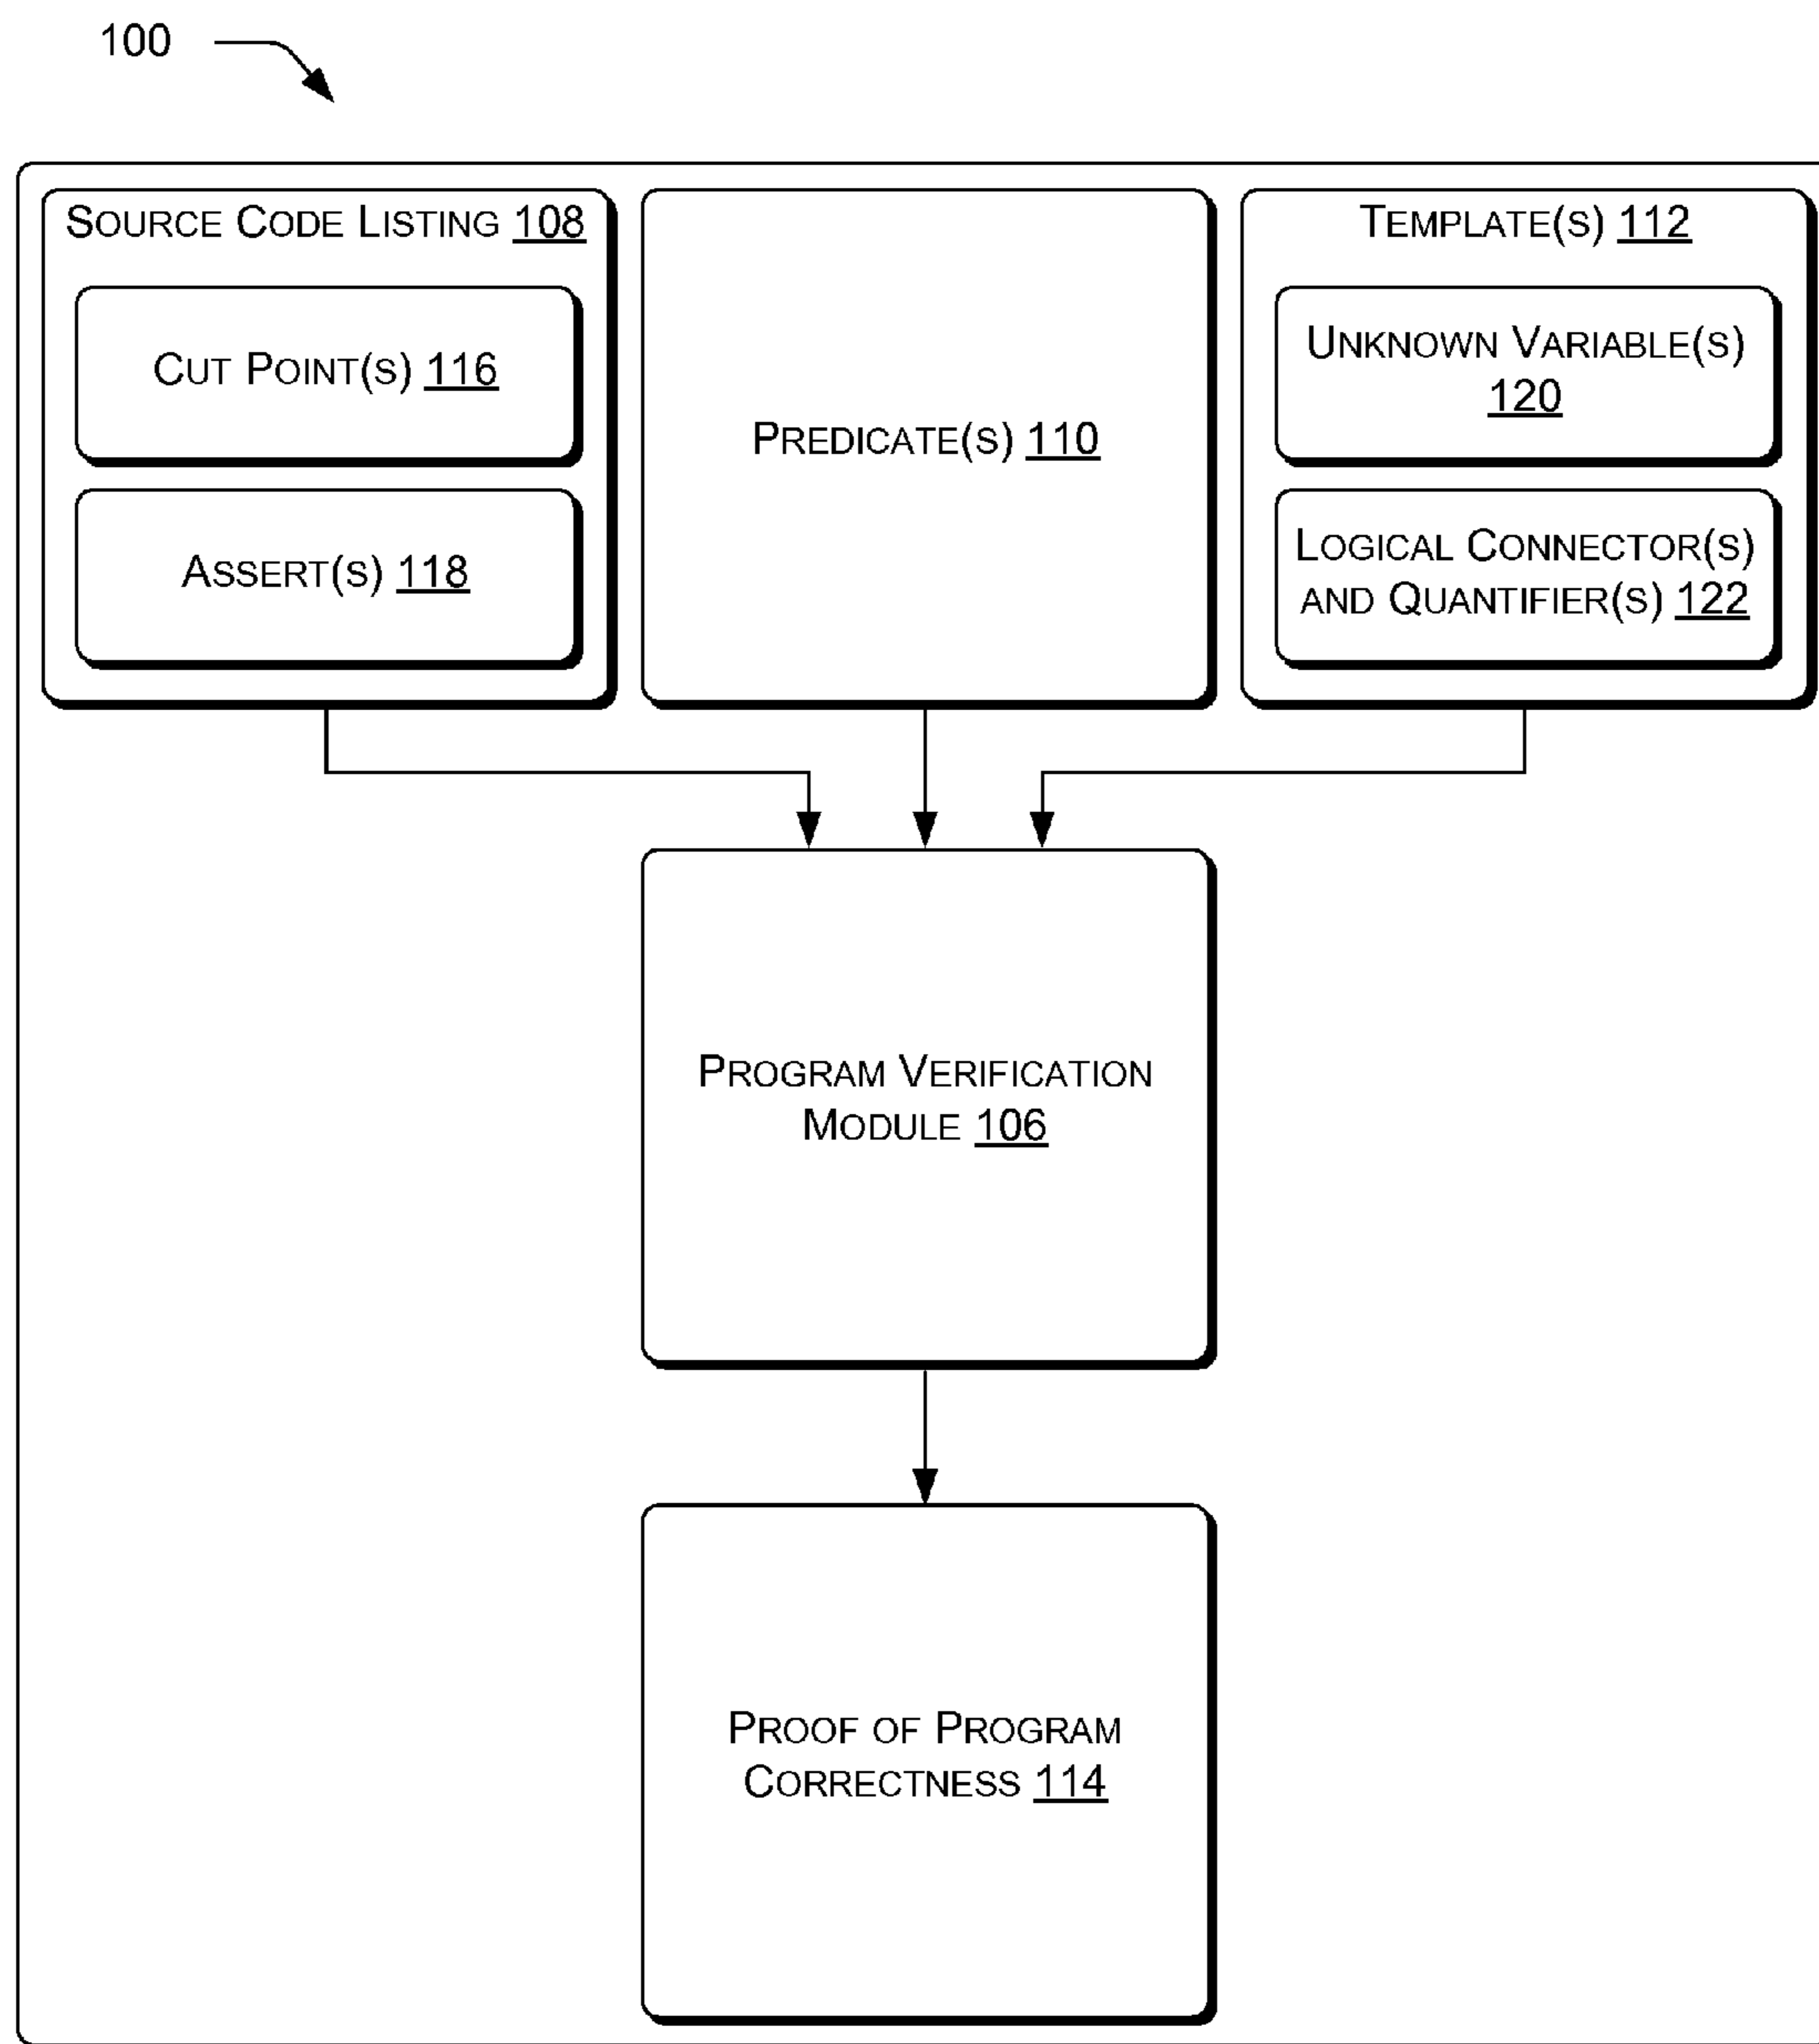 100
SOURCE CODE LISTING 108
CUT POINT(S) 116
ASSERT(S) 118
PREDICATE(S) 110
TEMPLATE(S) 112
UNKNOWN VARIABLE(S)
120
LOGICAL CONNECTOR(S)
AND QUANTIFIER(S) 122
PROGRAM VERIFICATION
MODULE 106
PROOF OF PROGRAM
CORRECTNESS 114